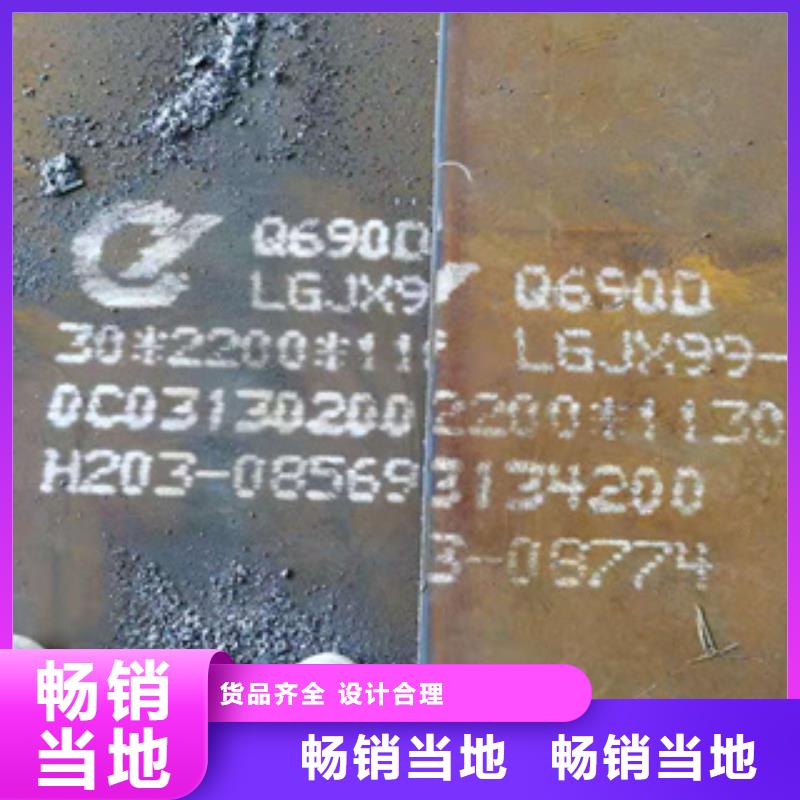 Q690D
LGJX9
30*2200*11
0C03130200
H203-08569
Q690D
LGJX99-
2200*1130
3134200
3-08774
畅销
当地
货品齐全 设计合理
畅销当地 畅销当地